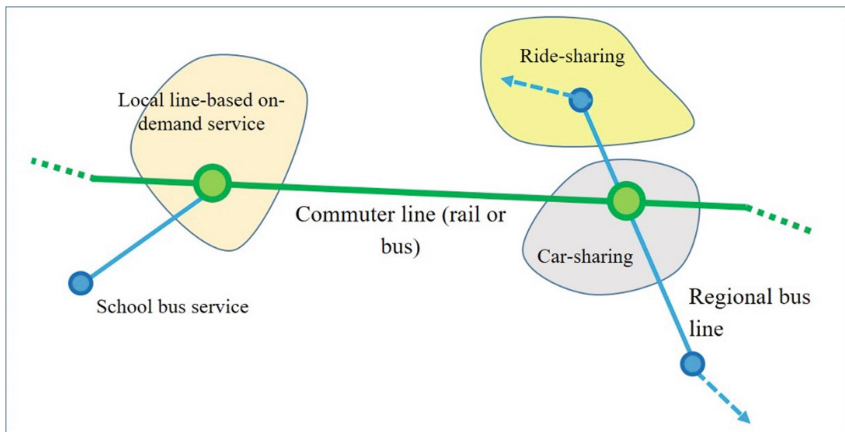 Ride-sharing
Local line-based on-
demand service
Commuter line (rail or
bus)
Car-sharing
School bus service
Regional bus
line